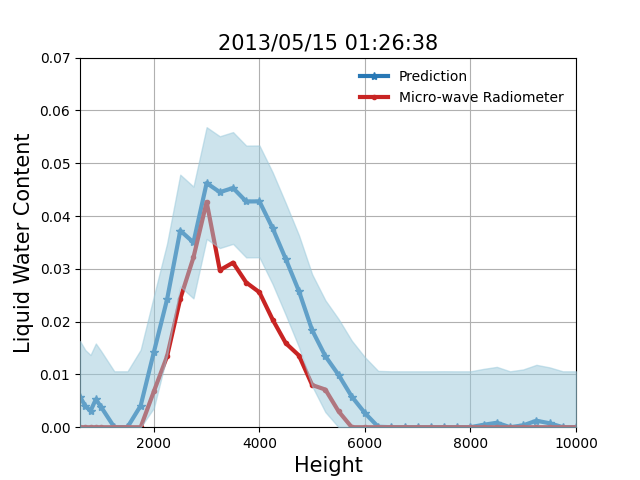 2013/05/15 01:26:38
Prediction
Micro-wave Radiometer
Liquid Water Content
0.07
0.06
0.05
0.04
0.03
0.02
0.01
0.00
2000 4000 6000 8000 10000
Height